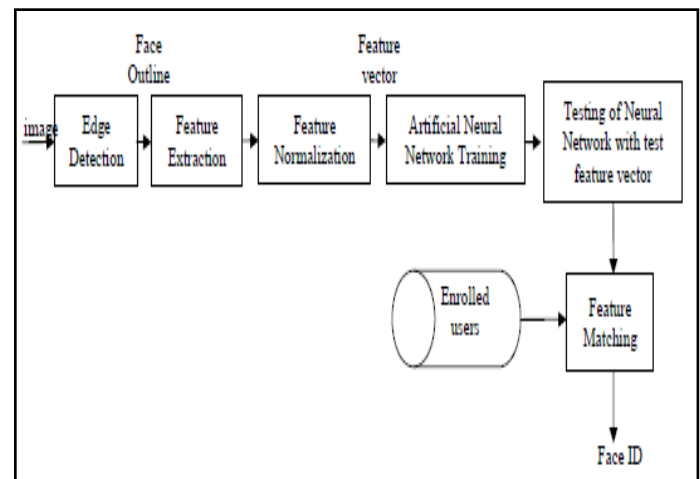 Face
Outline
Feature
vector
image
Edge
Detection
Feature
Extraction
Feature
Normalization
Artificial Neural
Network Training
Testing of Neural
Network with test
feature vector
Enrolled
users
Feature
Matching
Face ID